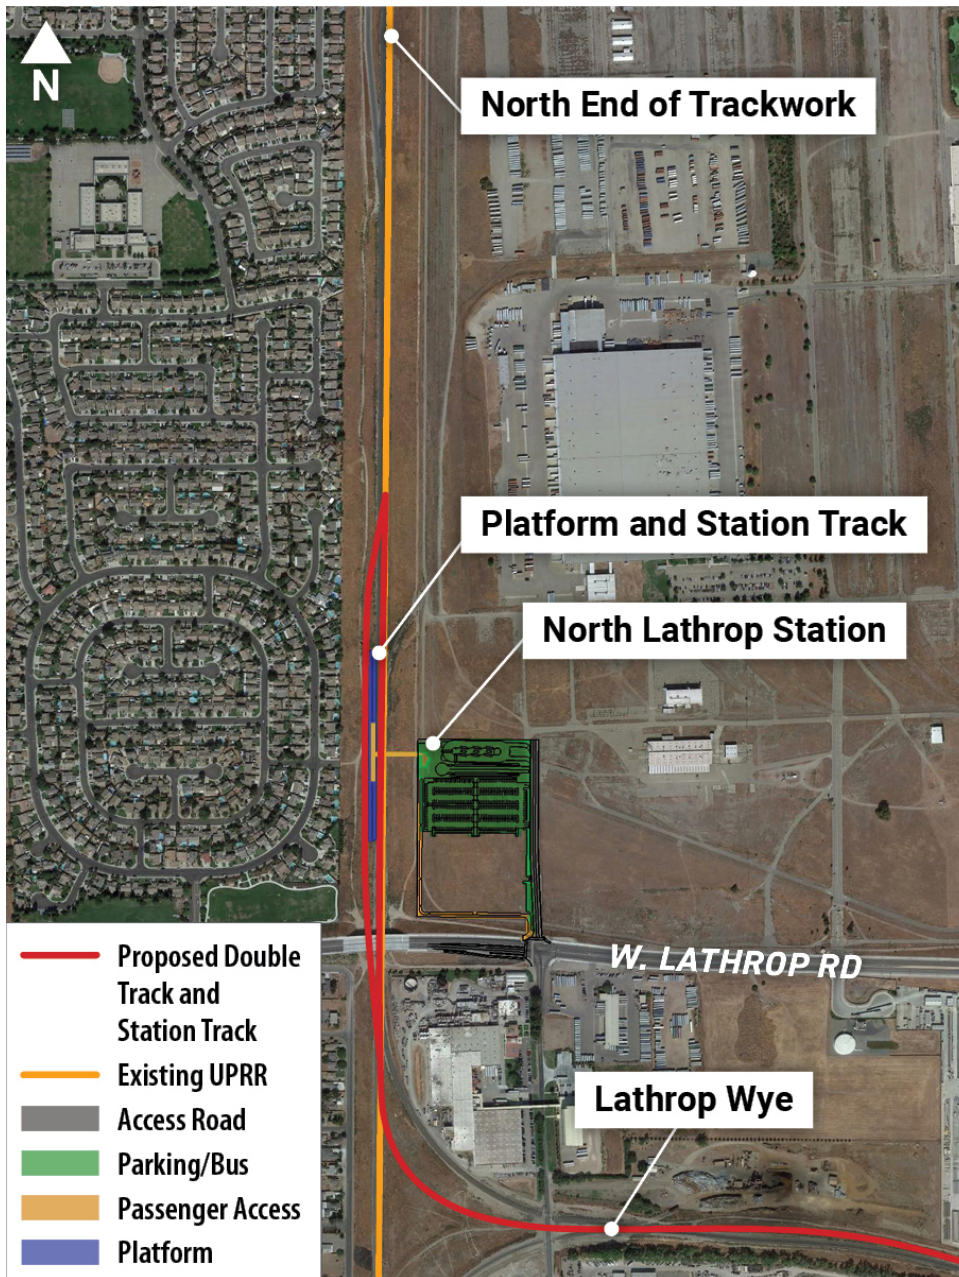 N
North End of Trackwork
Platform and Station Track
North Lathrop Station
W. LATHROP RD
Lathrop Wye
Proposed Double
Track and
Station Track
Existing UPRR
Access Road
Parking/Bus
Passenger Access
Platform